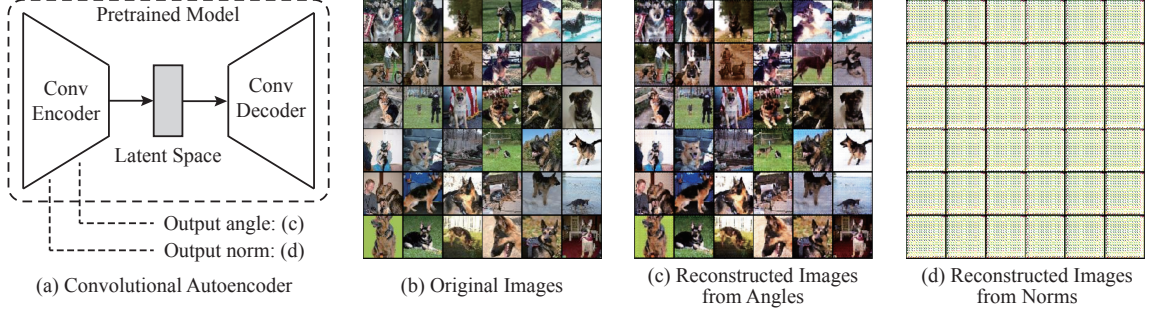 Pretrained Model
Conv
Encoder
Conv
Decoder
Latent Space
Output angle: (c)
Output norm: (d)
(a) Convolutional Autoencoder
(b) Original Images
(c) Reconstructed Images
from Angles
(d) Reconstructed Images
from Norms